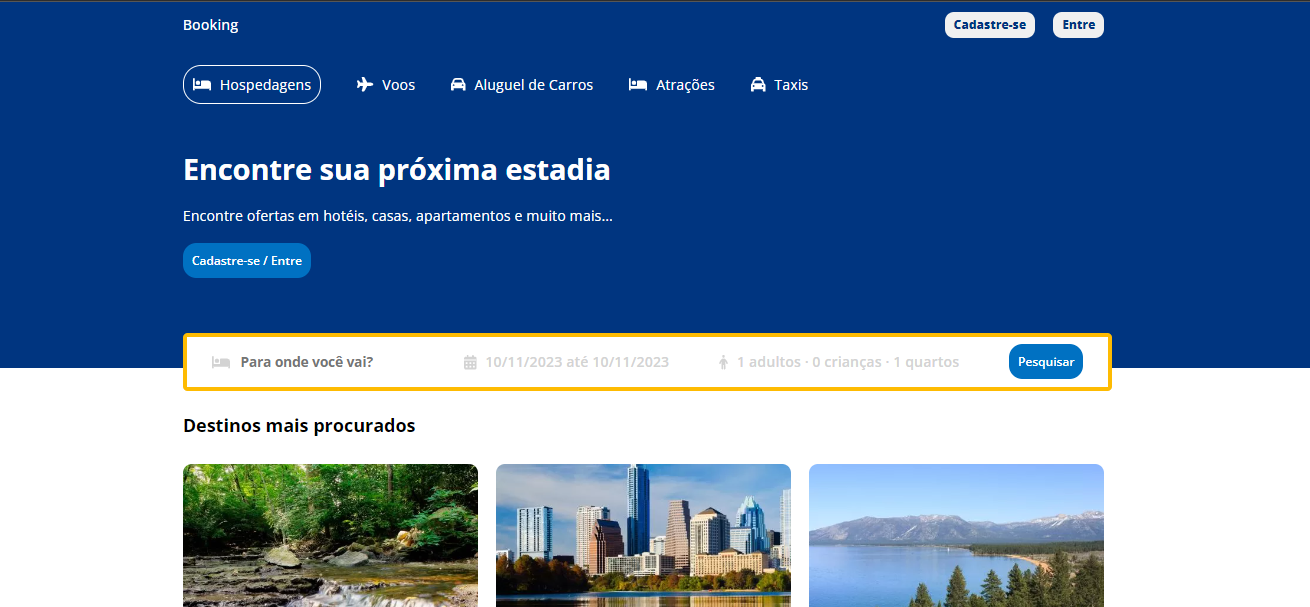 Booking
Cadastre-se
Entre
Hospedagens
Voos
Aluguel de Carros
Atrações
Taxis
Encontre sua próxima estadia
Encontre ofertas em hotéis, casas, apartamentos e muito mais...
Cadastre-se / Entre
Para onde você vai?
10/11/2023 até 10/11/2023
1 adultos · 0 crianças · 1 quartos
Pesquisar
Destinos mais procurados